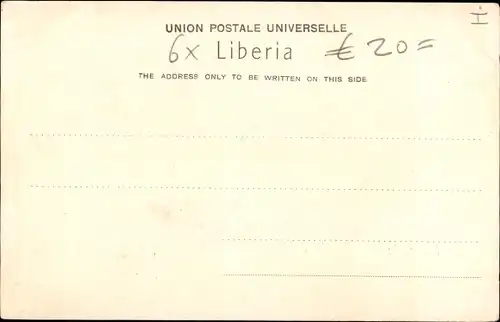 UNION POSTALE UNIVERSELLE
6x Liberia € 20=
THE ADDRESS ONLY TO BE WRITTEN ON THIS SIDE